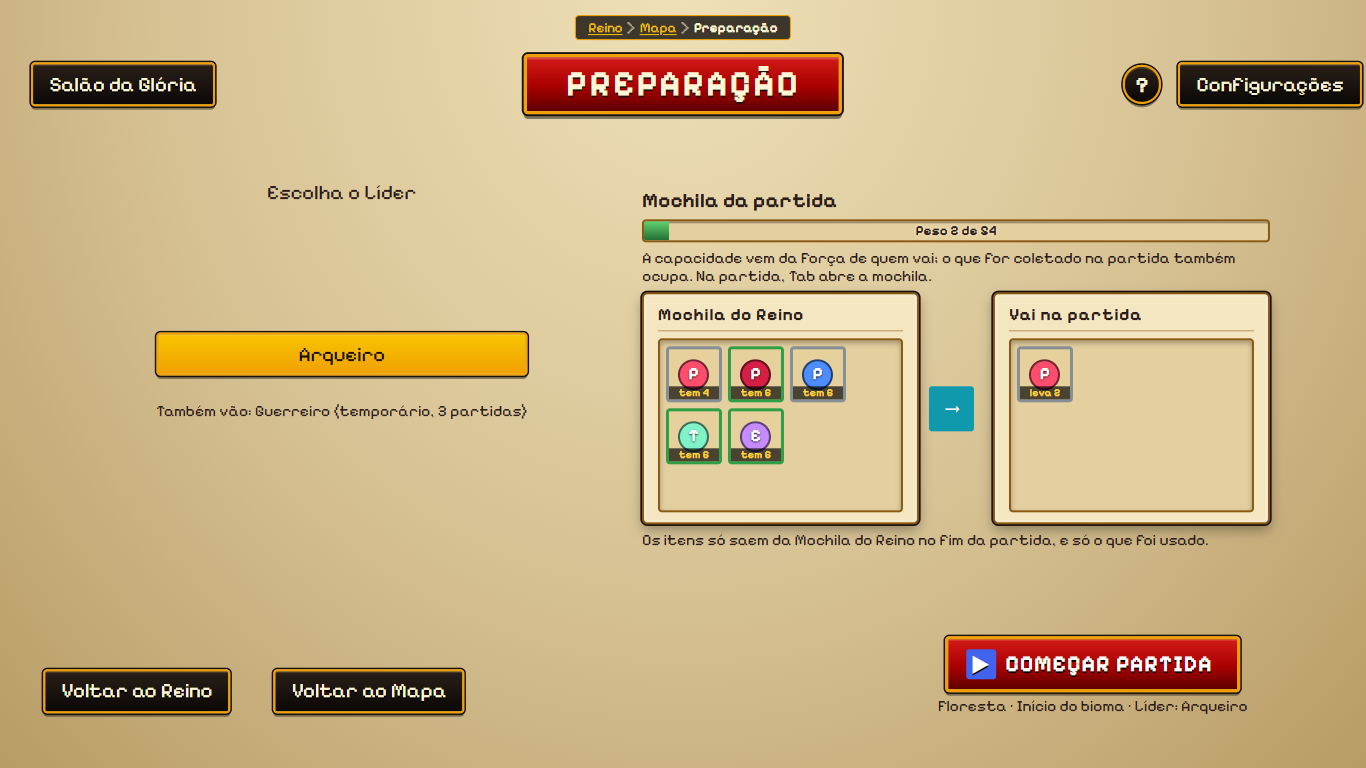 Reino > Mapa > Preparação
Salão da Glória
PREPARAÇÃO
?
Configurações
Escolha o Líder
Arqueiro
Também vão: Guerreiro (temporário, 3 partidas)
Mochila da partida
Peso 2 de 84
A capacidade vem da Força de quem vai; o que for coletado na partida também
ocupa. Na partida, Tab abre a mochila.
Mochila do Reino
P tem 4
P tem 6
P tem 6
T tem 6
E tem 6
→
Vai na partida
P leva 2
Os itens só saem da Mochila do Reino no fim da partida, e só o que foi usado.
Voltar ao Reino
Voltar ao Mapa
COMEÇAR PARTIDA
Floresta · Início do bioma · Líder: Arqueiro